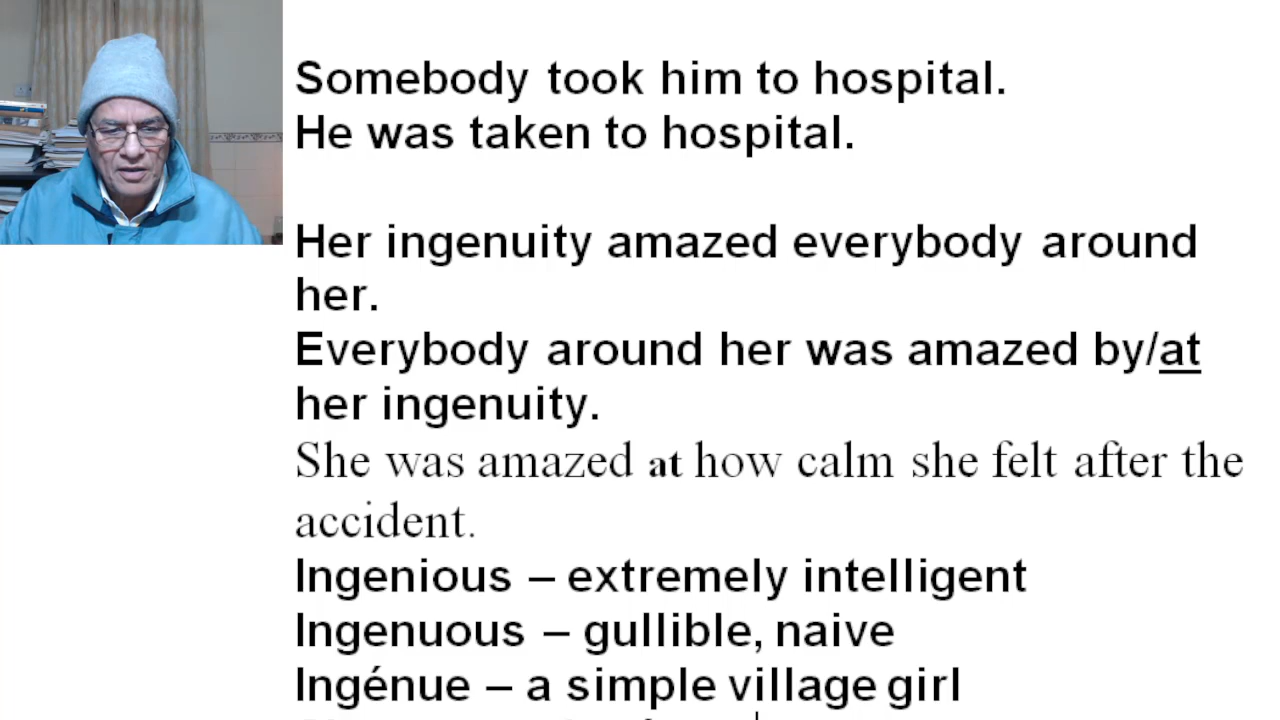 Somebody took him to hospital.
He was taken to hospital.
Her ingenuity amazed everybody around
her.
Everybody around her was amazed by/at
her ingenuity.
She was amazed at how calm she felt after the
accident.
Ingenious – extremely intelligent
Ingenuous – gullible, naive
Ingénue – a simple village girl